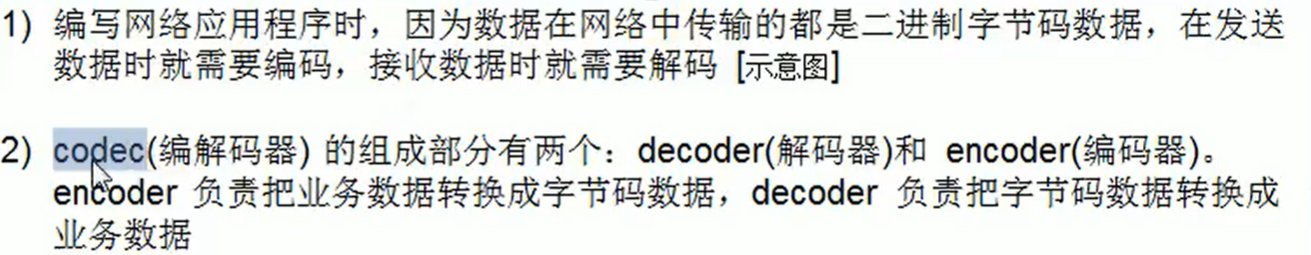 1) 编写网络应用程序时，因为数据在网络中传输的都是二进制字节码数据，在发送
数据时就需要编码，接收数据时就需要解码 [示意图]
2) codec(编解码器) 的组成部分有两个：decoder(解码器)和 encoder(编码器)。
encoder 负责把业务数据转换成字节码数据，decoder 负责把字节码数据转换成
业务数据